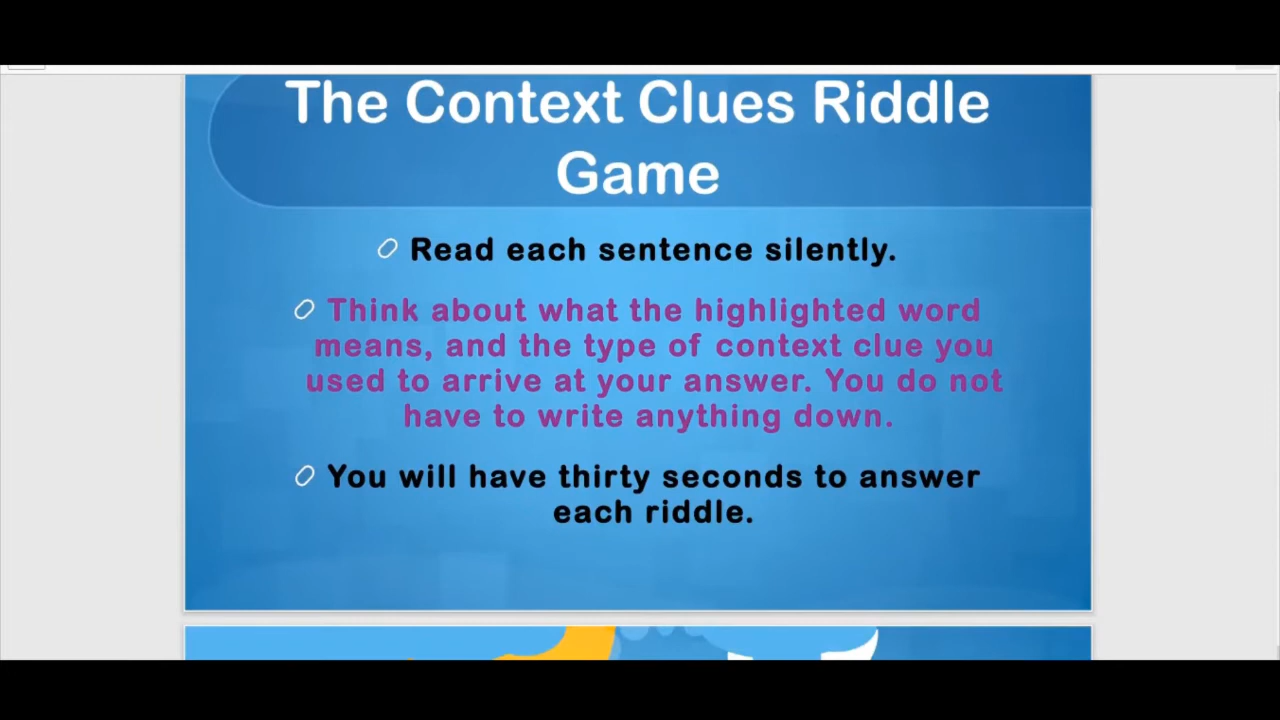 The Context Clues Riddle
Game
Read each sentence silently.
Think about what the highlighted word
means, and the type of context clue you
used to arrive at your answer. You do not
have to write anything down.
You will have thirty seconds to answer
each riddle.